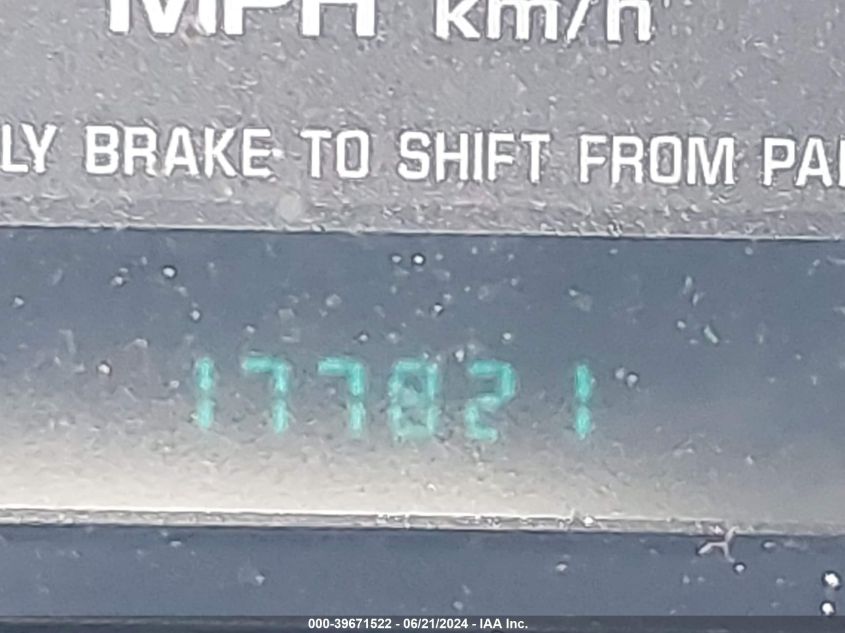 MPH km/h
LY BRAKE TO SHIFT FROM PA
177821
000-39671522 - 06/21/2024 - IAA Inc.